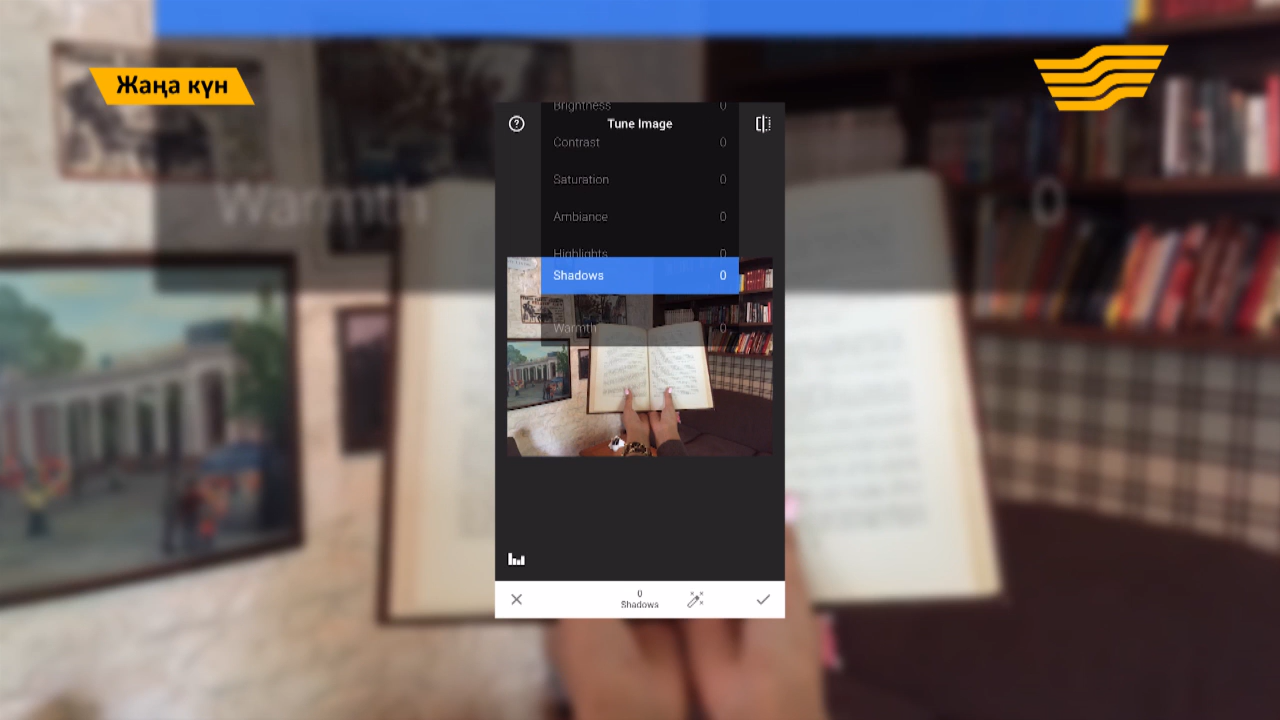 Жаңа күн
Brightness 0
Tune Image
Contrast 0
Saturation 0
Warmth 0
Ambiance 0
Highlights 0
Shadows 0
Warmth 0
0
Shadows